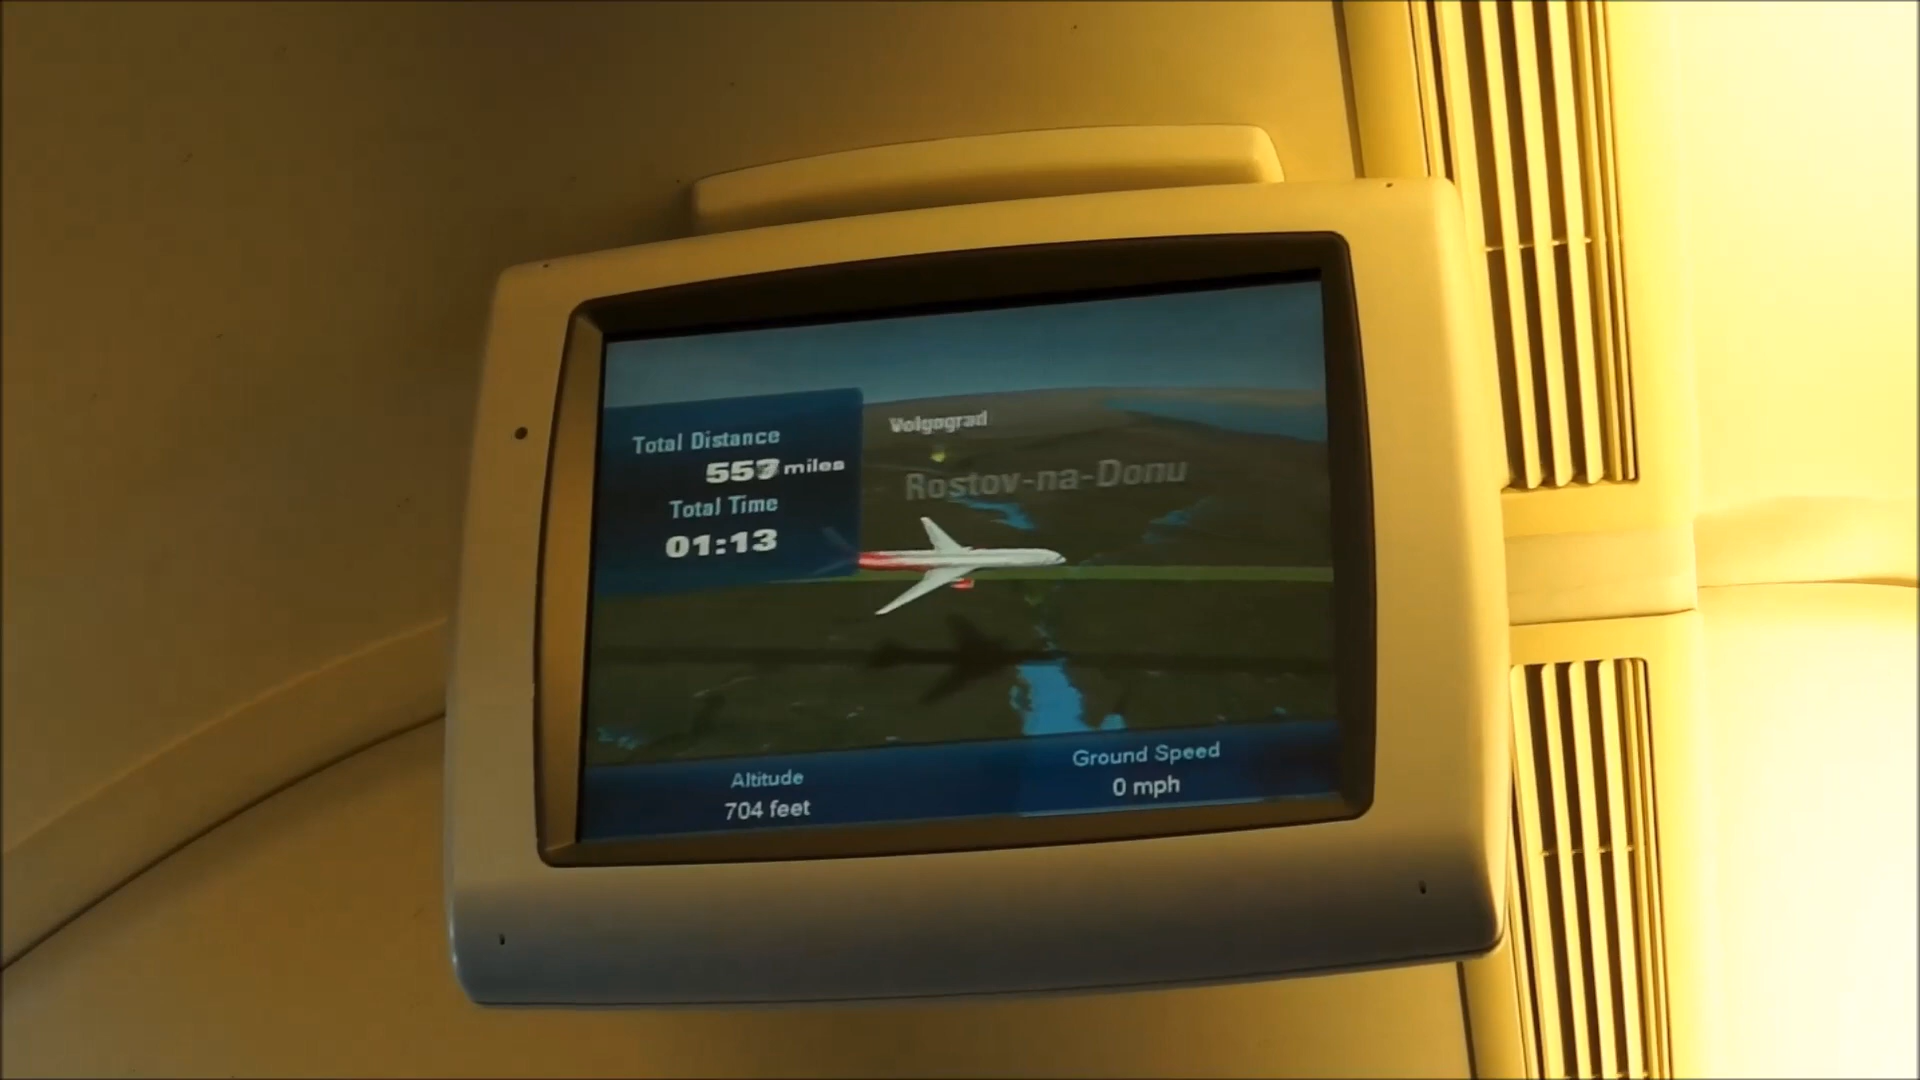 Total Distance
miles
Total Time
01:13
Volgograd
Rostov-na-Donu
Altitude
704 feet
Ground Speed
0 mph